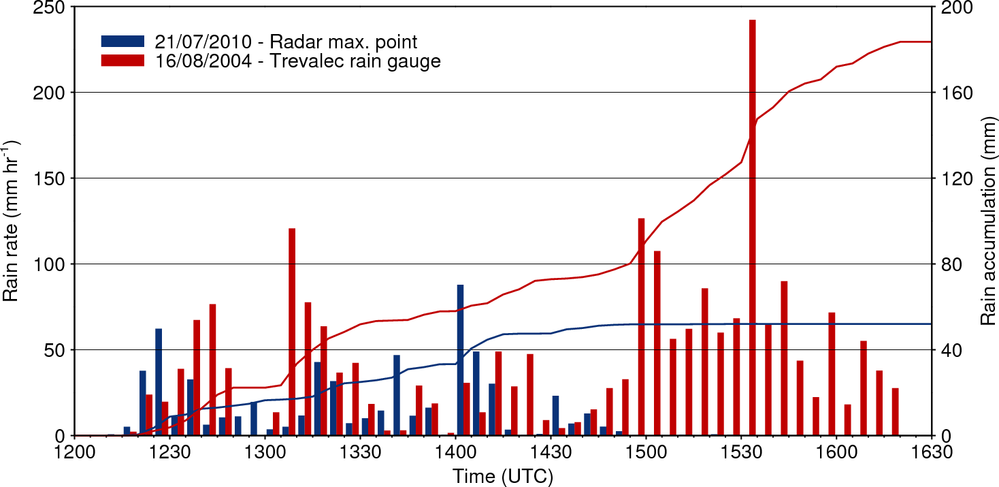 250
200
150
100
50
0
Rain rate (mm hr⁻¹)
21/07/2010 - Radar max. point
16/08/2004 - Trevalec rain gauge
200
160
120
80
40
0
Rain accumulation (mm)
1200 1230 1300 1330 1400 1430 1500 1530 1600 1630
Time (UTC)